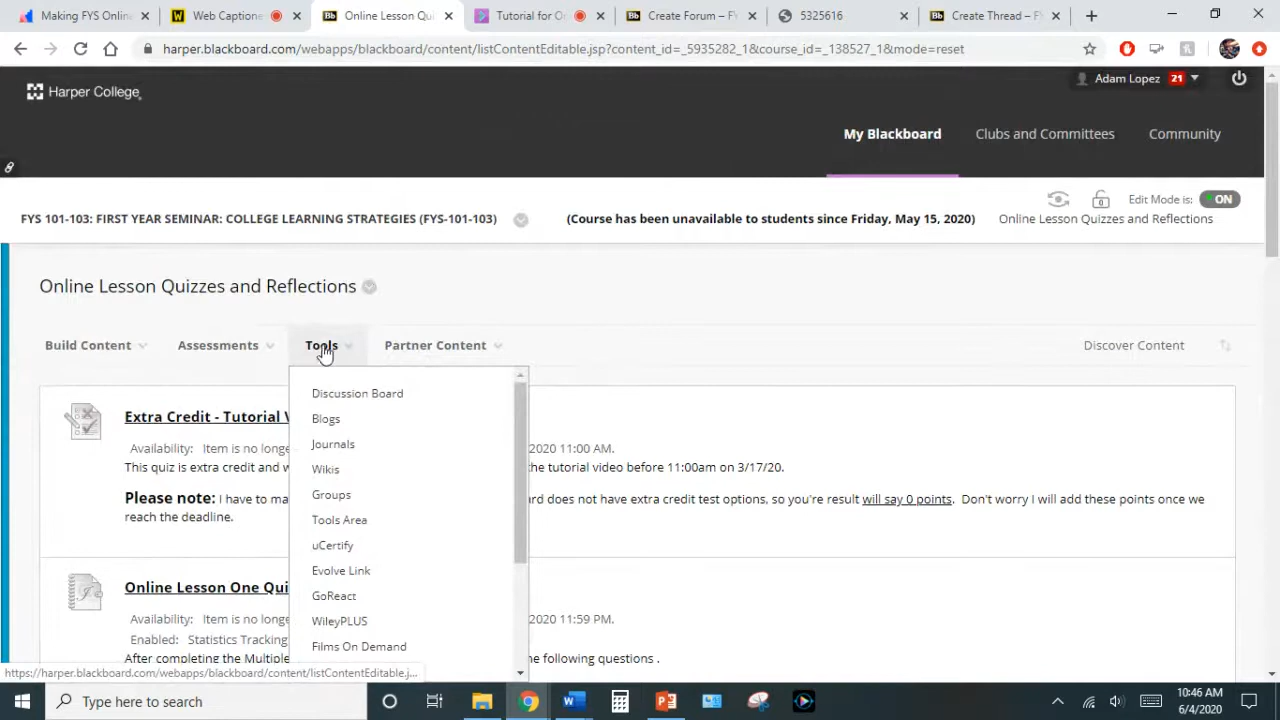 Making FYS Online
Web Captione
Online Lesson Qui
Tutorial for O
Create Forum – FY
5325616
Create Thread – FY
harper.blackboard.com/webapps/blackboard/content/listContentEditable.jsp?content_id=_5935282_1&course_id=_138527_1&mode=reset
Harper College
Adam Lopez 21
My Blackboard
Clubs and Committees
Community
FYS 101-103: FIRST YEAR SEMINAR: COLLEGE LEARNING STRATEGIES (FYS-101-103)
(Course has been unavailable to students since Friday, May 15, 2020)
Edit Mode is: ON
Online Lesson Quizzes and Reflections
Online Lesson Quizzes and Reflections
Build Content
Assessments
Tools
Partner Content
Discover Content
Discussion Board
Blogs
Journals
Wikis
Groups
Tools Area
uCertify
Evolve Link
GoReact
WileyPLUS
Films On Demand
Extra Credit - Tutorial V
Availability: Item is no longe 2020 11:00 AM.
This quiz is extra credit and w the tutorial video before 11:00am on 3/17/20.
Please note: I have to ma rd does not have extra credit test options, so you're result will say 0 points. Don't worry I will add these points once we
reach the deadline.
Online Lesson One Qui
Availability: Item is no longe 2020 11:59 PM.
Enabled: Statistics Tracking
After completing the Multiple he following questions .
https://harper.blackboard.com/webapps/blackboard/content/listContentEditable.j...
Type here to search
10:46 AM
6/4/2020